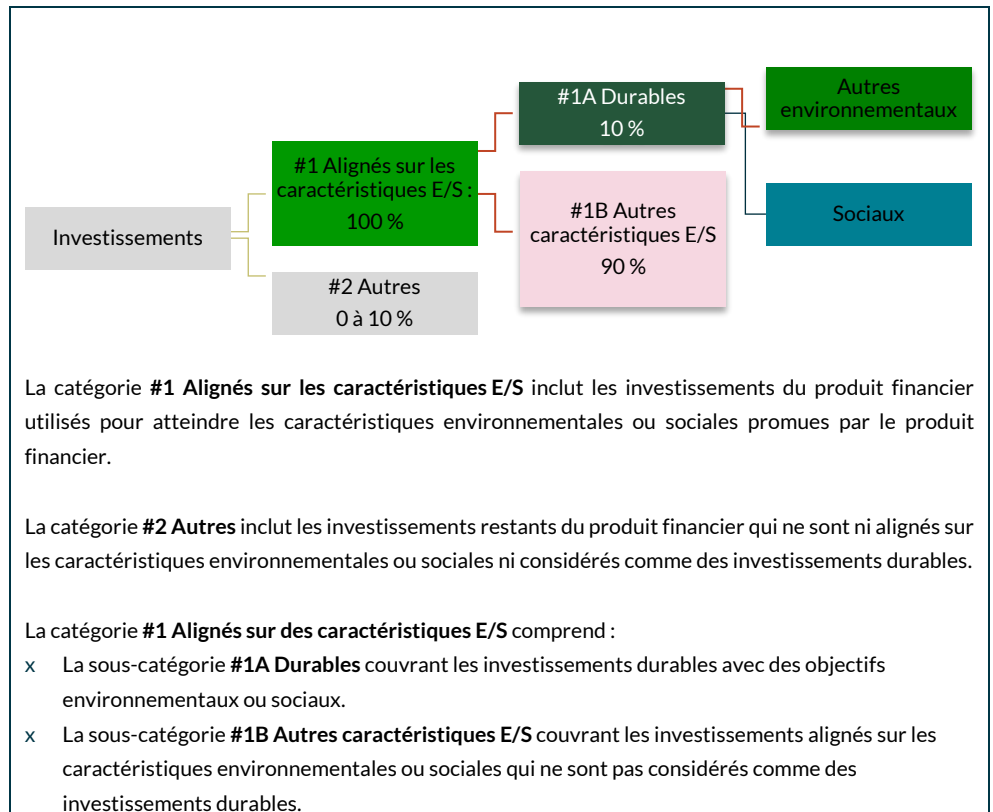 Investissements
#1 Alignés sur les
caractéristiques E/S :
100 %
#2 Autres
0 à 10 %
#1A Durables
10 %
#1B Autres
caractéristiques E/S
90 %
Autres
environnementaux
Sociaux
La catégorie #1 Alignés sur les caractéristiques E/S inclut les investissements du produit financier
utilisés pour atteindre les caractéristiques environnementales ou sociales promues par le produit
financier.
La catégorie #2 Autres inclut les investissements restants du produit financier qui ne sont ni alignés sur
les caractéristiques environnementales ou sociales ni considérés comme des investissements durables.
La catégorie #1 Alignés sur des caractéristiques E/S comprend :
x La sous-catégorie #1A Durables couvrant les investissements durables avec des objectifs
environnementaux ou sociaux.
x La sous-catégorie #1B Autres caractéristiques E/S couvrant les investissements alignés sur les
caractéristiques environnementales ou sociales qui ne sont pas considérés comme des
investissements durables.